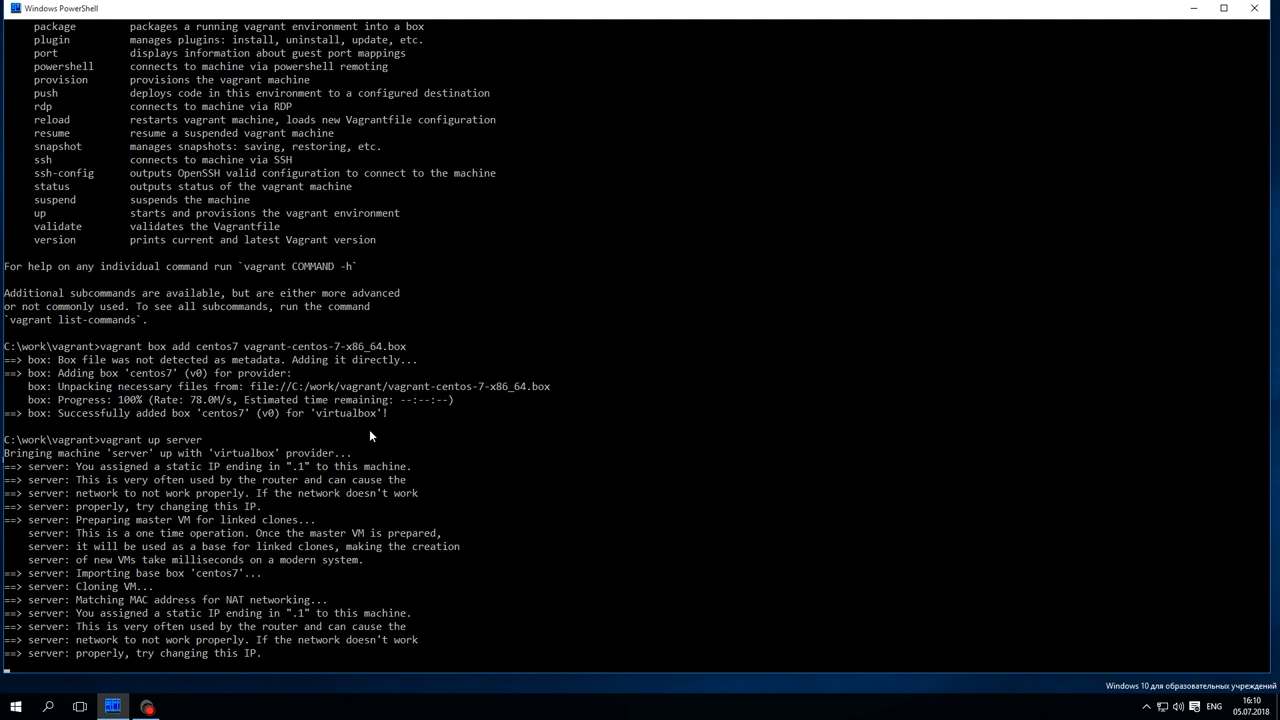 Windows PowerShell
package packages a running vagrant environment into a box
plugin manages plugins: install, uninstall, update, etc.
port displays information about guest port mappings
powershell connects to machine via powershell remoting
provision provisions the vagrant machine
push deploys code in this environment to a configured destination
rdp connects to machine via RDP
reload restarts vagrant machine, loads new Vagrantfile configuration
resume resume a suspended vagrant machine
snapshot manages snapshots: saving, restoring, etc.
ssh connects to machine via SSH
ssh-config outputs OpenSSH valid configuration to connect to the machine
status outputs status of the vagrant machine
suspend suspends the machine
up starts and provisions the vagrant environment
validate validates the Vagrantfile
version prints current and latest Vagrant version
For help on any individual command run `vagrant COMMAND -h`
Additional subcommands are available, but are either more advanced
or not commonly used. To see all subcommands, run the command
`vagrant list-commands`.
C:\work\vagrant>vagrant box add centos7 vagrant-centos-7-x86_64.box
==> box: Box file was not detected as metadata. Adding it directly...
==> box: Adding box 'centos7' (v0) for provider:
box: Unpacking necessary files from: file://C:/work/vagrant/vagrant-centos-7-x86_64.box
box: Progress: 100% (Rate: 78.0M/s, Estimated time remaining: --:--:--)
==> box: Successfully added box 'centos7' (v0) for 'virtualbox'!
C:\work\vagrant>vagrant up server
Bringing machine 'server' up with 'virtualbox' provider...
==> server: You assigned a static IP ending in ".1" to this machine.
==> server: This is very often used by the router and can cause the
==> server: network to not work properly. If the network doesn't work
==> server: properly, try changing this IP.
==> server: Preparing master VM for linked clones...
server: This is a one time operation. Once the master VM is prepared,
server: it will be used as a base for linked clones, making the creation
server: of new VMs take milliseconds on a modern system.
==> server: Importing base box 'centos7'...
==> server: Cloning VM...
==> server: Matching MAC address for NAT networking...
==> server: You assigned a static IP ending in ".1" to this machine.
==> server: This is very often used by the router and can cause the
==> server: network to not work properly. If the network doesn't work
==> server: properly, try changing this IP.
Windows 10 для образовательных учреждений
ENG
16:10
05.07.2018